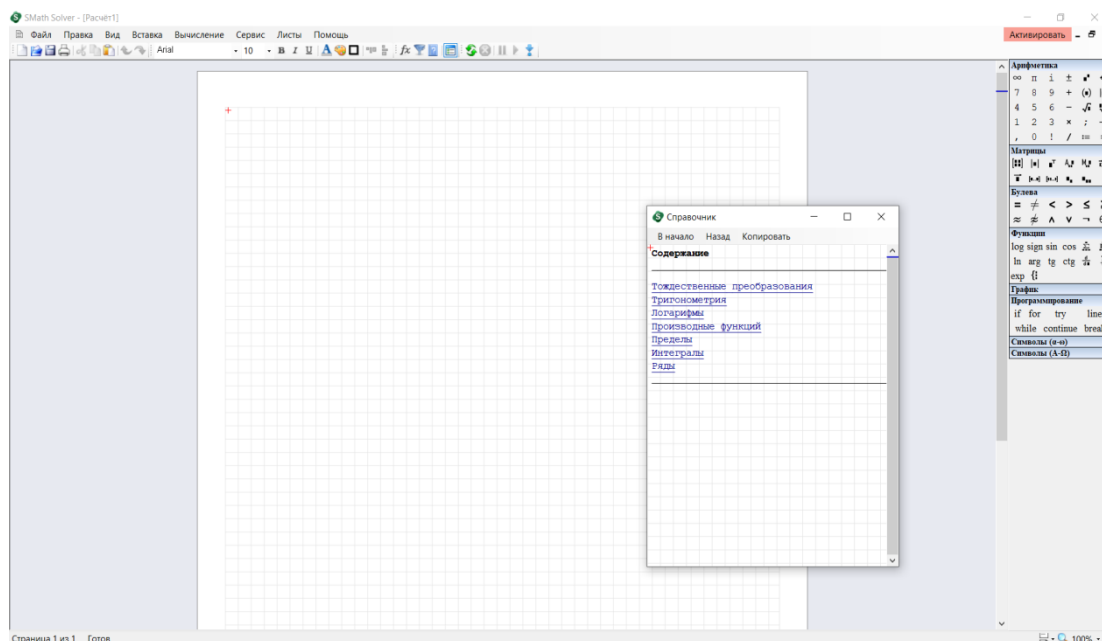 SMath Solver - [Расчёт1]
Файл Правка Вид Вставка Вычисление Сервис Листы Помощь
Активировать
Arial 10 B I U A fx
Арифметика
∞ π i ±
7 8 9 +
4 5 6 −
1 2 3 × ;
, 0 ! / ==
Матрицы
Булева
= ≠ < > ≤
≈ ≉ ∧ ∨ ¬
Функции
log sign sin cos
ln arg tg ctg
exp
График
Программирование
if for try line
while continue break
Символы (α-ω)
Символы (Α-Ω)
Справочник
В начало Назад Копировать
Содержание
Тождественные преобразования
Тригонометрия
Логарифмы
Производные функций
Пределы
Интегралы
Ряды
Страница 1 из 1 Готов
100%